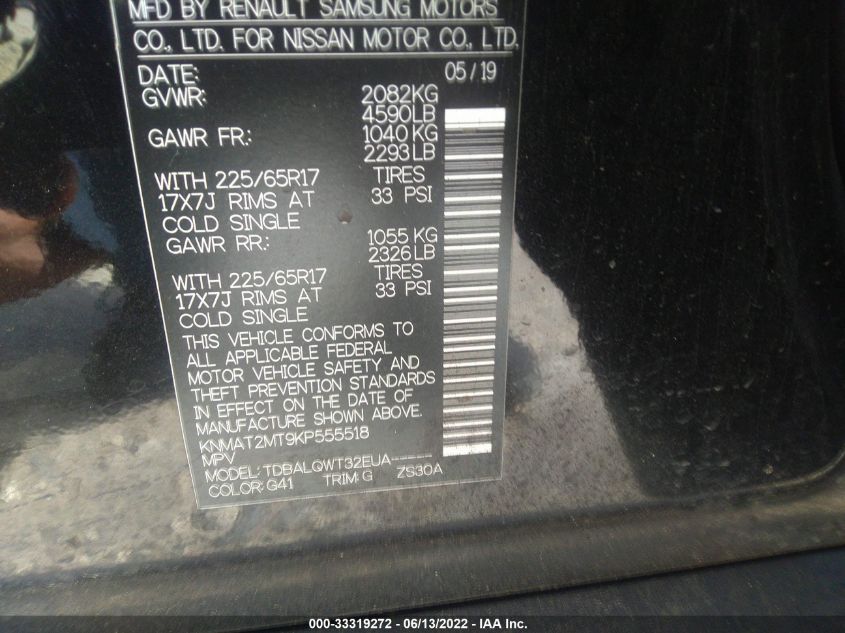 MFD BY RENAULT SAMSUNG MOTORS
CO., LTD. FOR NISSAN MOTOR CO., LTD.
DATE: 05/19
GVWR: 2082KG
4590LB
GAWR FR.: 1040 KG
2293LB
WITH 225/65R17 TIRES
17X7J RIMS AT 33 PSI
COLD SINGLE
GAWR RR.: 1055 KG
2326LB
WITH 225/65R17 TIRES
17X7J RIMS AT 33 PSI
COLD SINGLE
THIS VEHICLE CONFORMS TO
ALL APPLICABLE FEDERAL
MOTOR VEHICLE SAFETY AND
THEFT PREVENTION STANDARDS
IN EFFECT ON THE DATE OF
MANUFACTURE SHOWN ABOVE.
KNMAT2MT9KP555518
MPV
MODEL: TDBALQWT32EUA-----
COLOR: G41 TRIM: G ZS30A
000-33319272 - 06/13/2022 - IAA Inc.